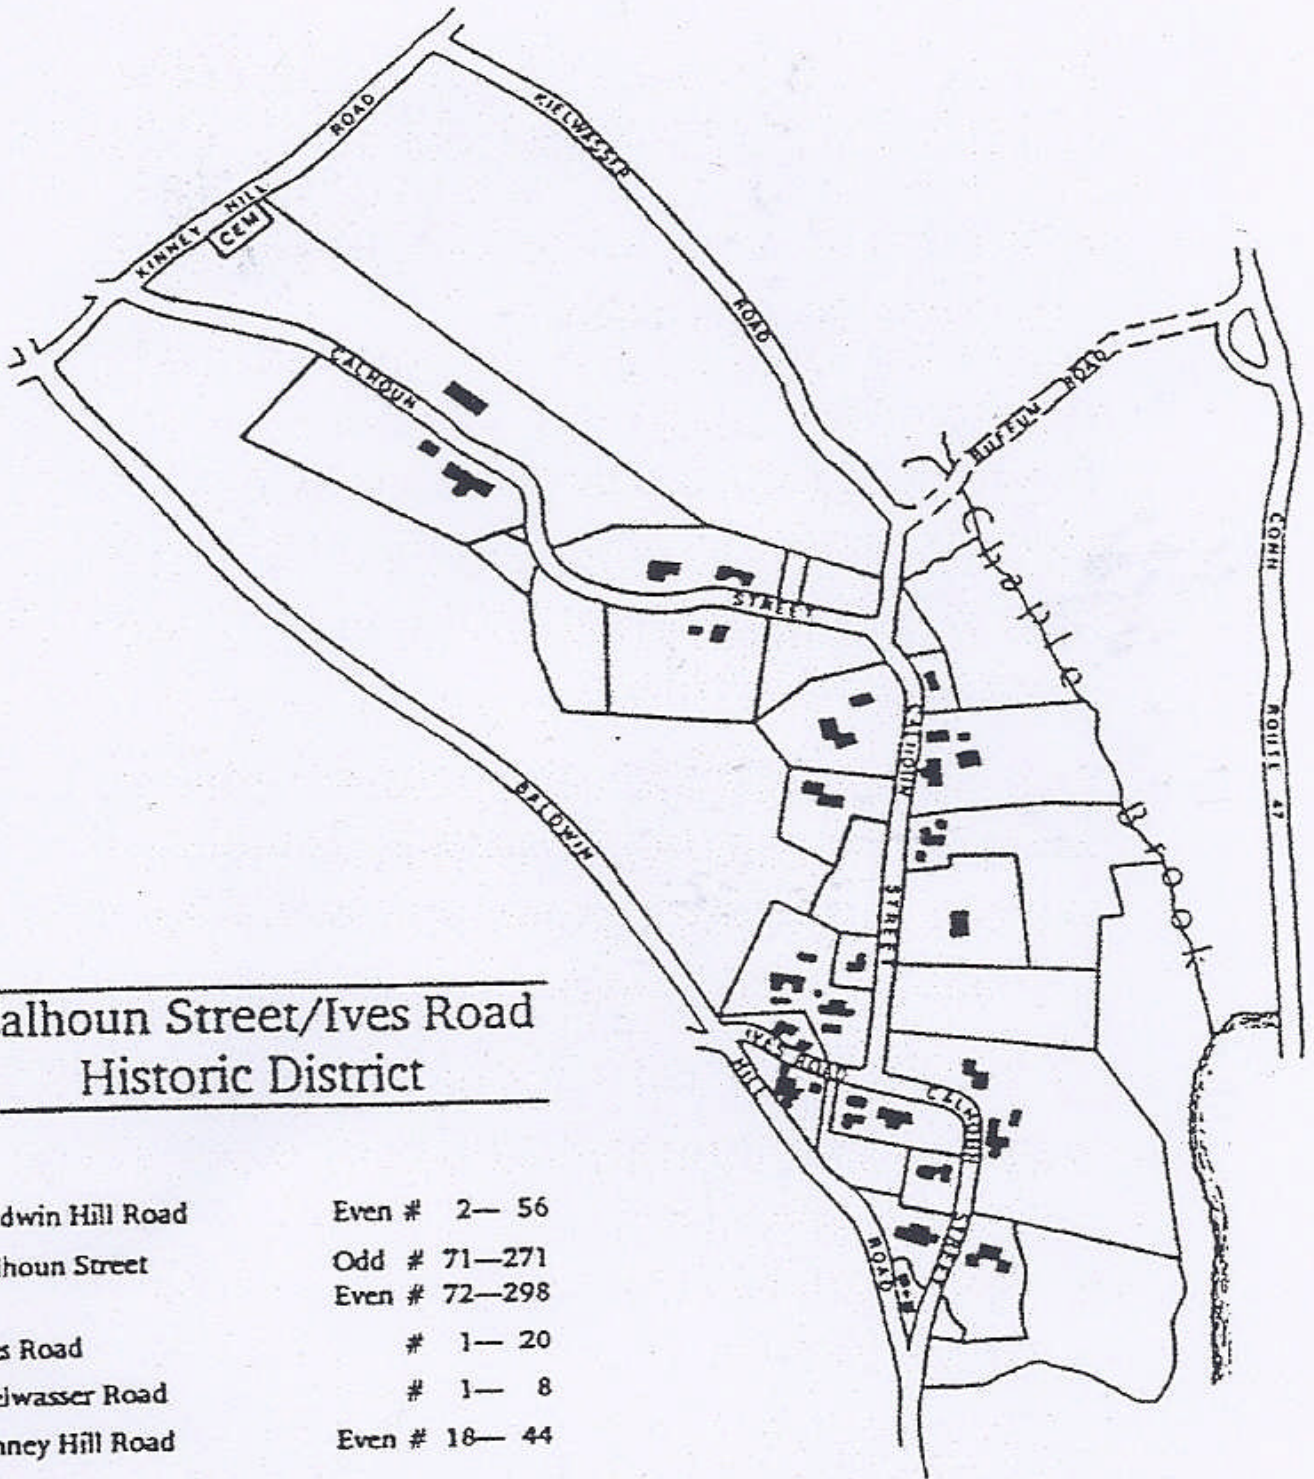 KINNEY HILL ROAD
CEM
KIELWASSER ROAD
CALHOUN STREET
BUFFUM ROAD
Chapple Brook
CONN ROUTE 47
CALHOUN STREET
BALDWIN HILL ROAD
IVES ROAD
CALHOUN STREET
alhoun Street/Ives Road
Historic District
dwin Hill Road Even # 2— 56
houn Street Odd # 71—271
Even # 72—298
s Road # 1— 20
elwasser Road # 1— 8
nney Hill Road Even # 18— 44